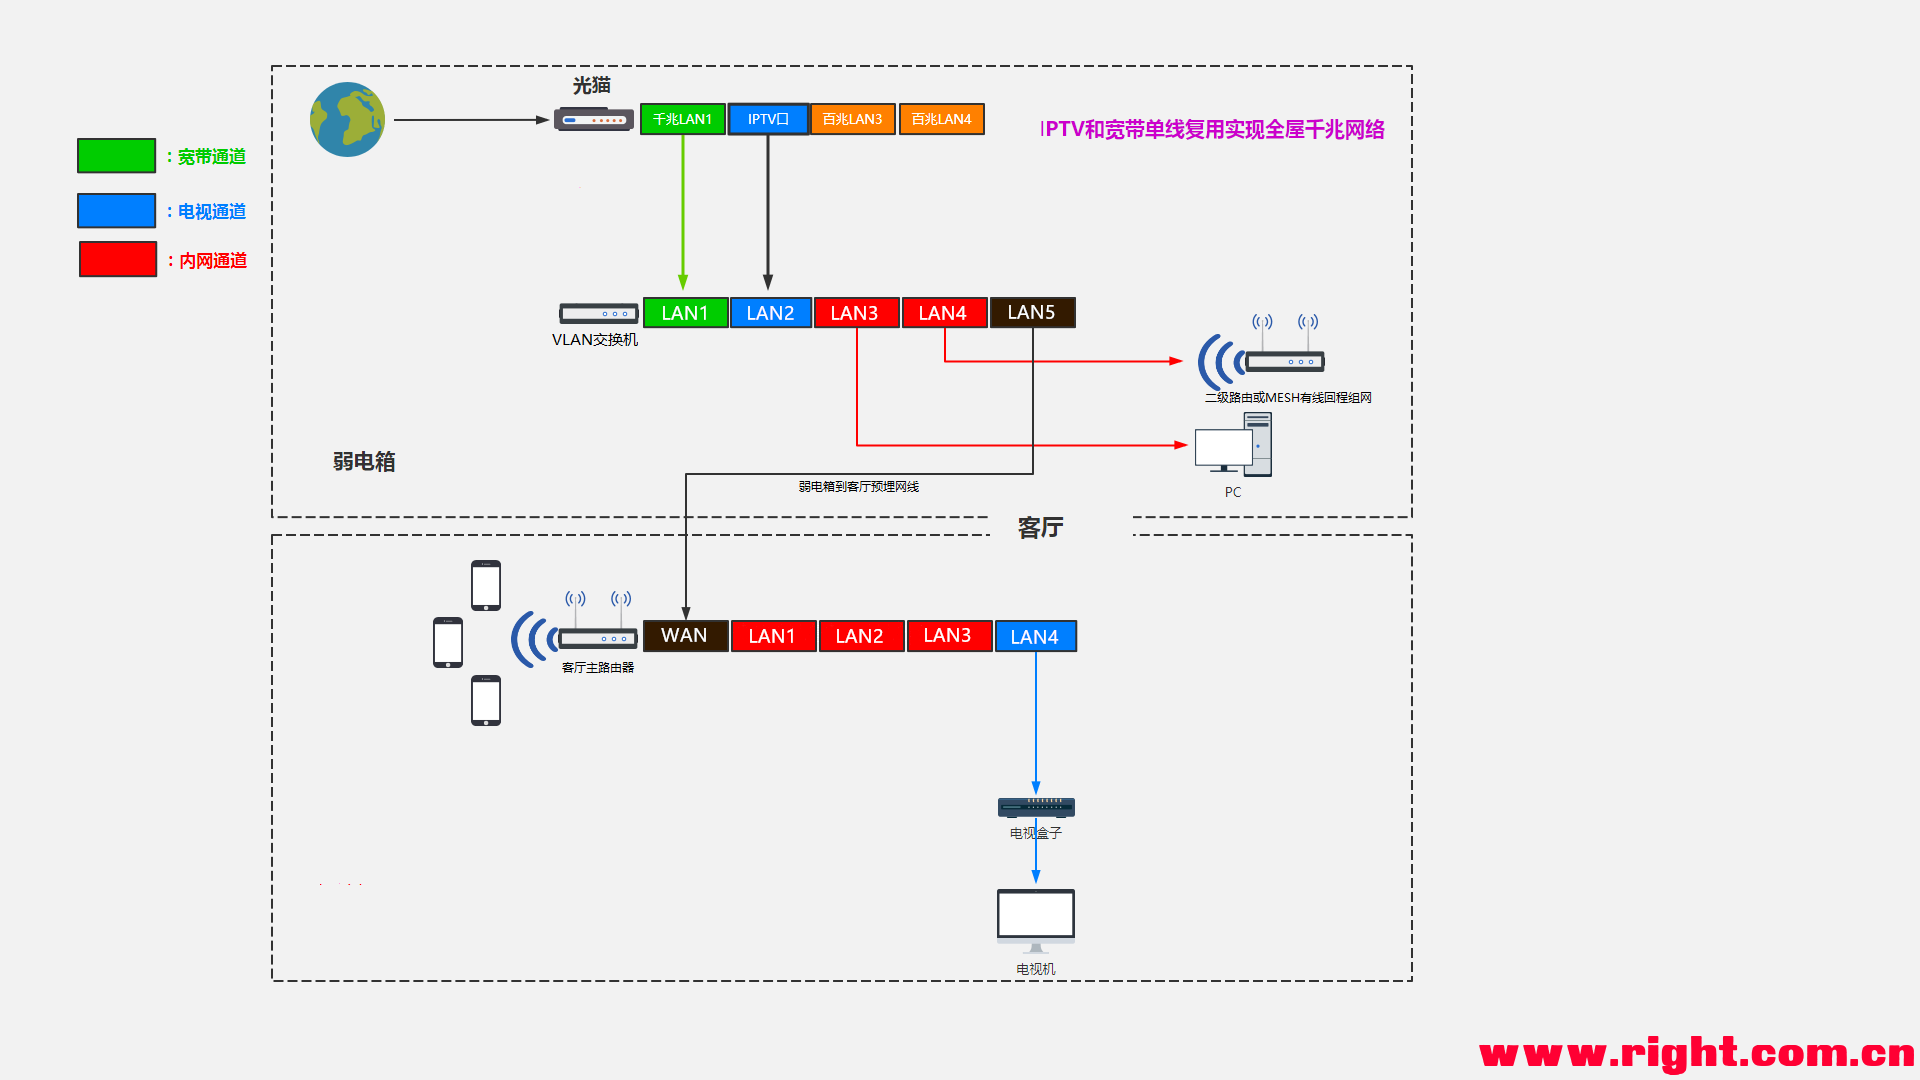 光猫
千兆LAN1
IPTV口
百兆LAN3
百兆LAN4
IPTV和宽带单线复用实现全屋千兆网络
：宽带通道
：电视通道
：内网通道
LAN1
LAN2
LAN3
LAN4
LAN5
VLAN交换机
二级路由或MESH有线回程组网
弱电箱
PC
弱电箱到客厅预埋网线
客厅
WAN
LAN1
LAN2
LAN3
LAN4
客厅主路由器
电视盒子
电视机
www.right.com.cn